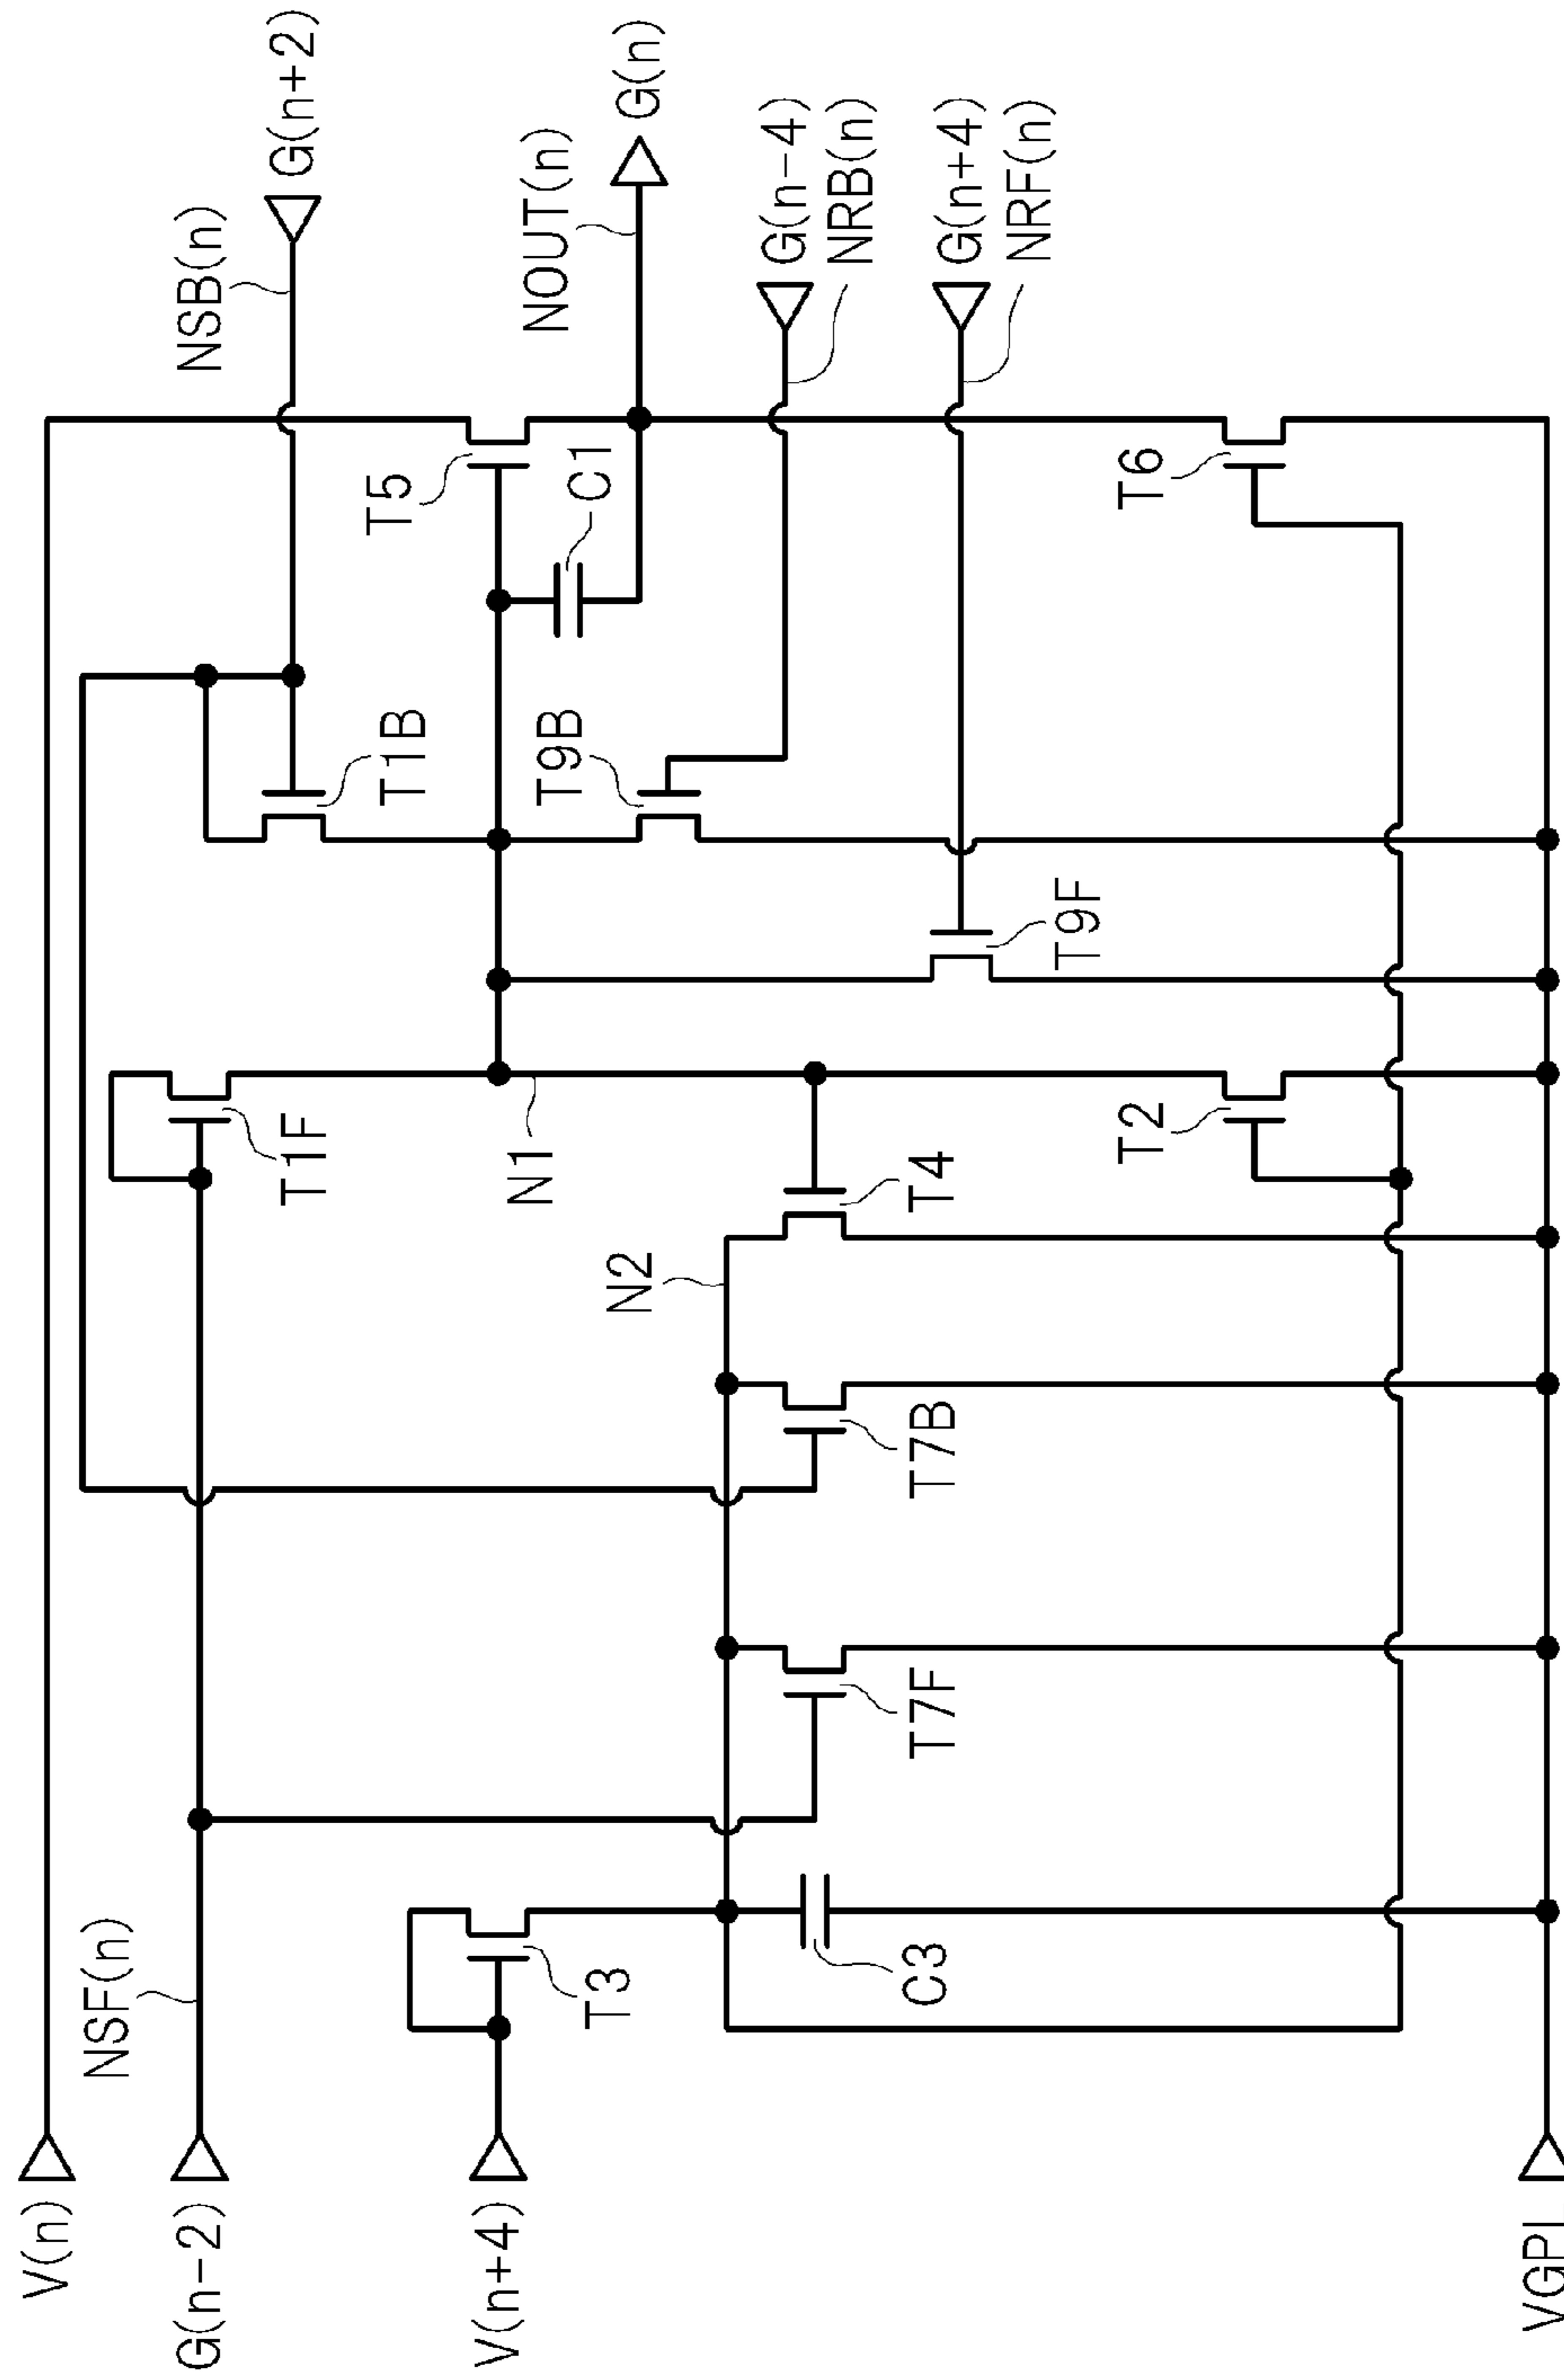 V(n)
G(n-2)
NSF(n)
V(n+4)
VGPL
T3
C3
T7F
T7B
N2
T4
T2
T1F
N1
T9F
T1B
T9B
T5
C1
T6
NSB(n)
G(n+2)
NOUT(n)
G(n)
G(n-4)
NRB(n)
G(n+4)
NRF(n)